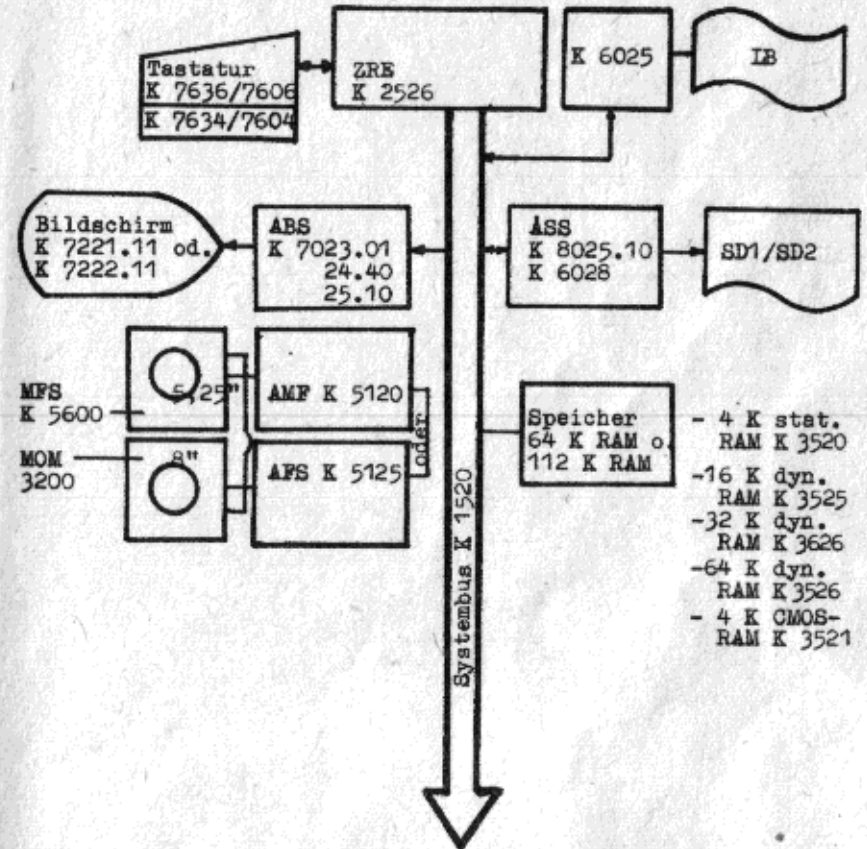 Tastatur
K 7636/7606
K 7634/7604
ZRE
K 2526
K 6025
LB
Bildschirm
K 7221.11 od.
K 7222.11
ABS
K 7023.01
24.40
25.10
ASS
K 8025.10
K 6028
SD1/SD2
MFS
K 5600
5,25"
AMF K 5120
MOM
3200
8"
AFS K 5125
oder
Systembus K 1520
Speicher
64 K RAM o.
112 K RAM
- 4 K stat.
RAM K 3520
-16 K dyn.
RAM K 3525
-32 K dyn.
RAM K 3626
-64 K dyn.
RAM K 3526
- 4 K CMOS-
RAM K 3521